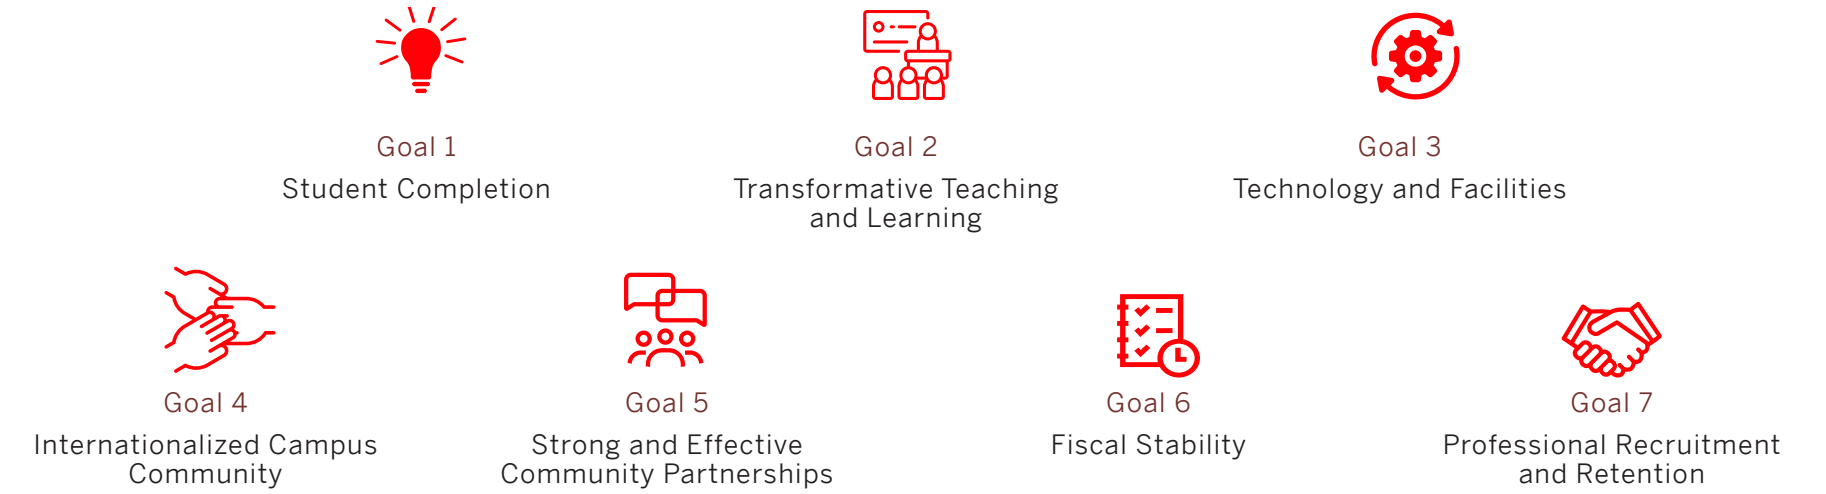 Goal 1
Student Completion
Goal 2
Transformative Teaching
and Learning
Goal 3
Technology and Facilities
Goal 4
Internationalized Campus
Community
Goal 5
Strong and Effective
Community Partnerships
Goal 6
Fiscal Stability
Goal 7
Professional Recruitment
and Retention